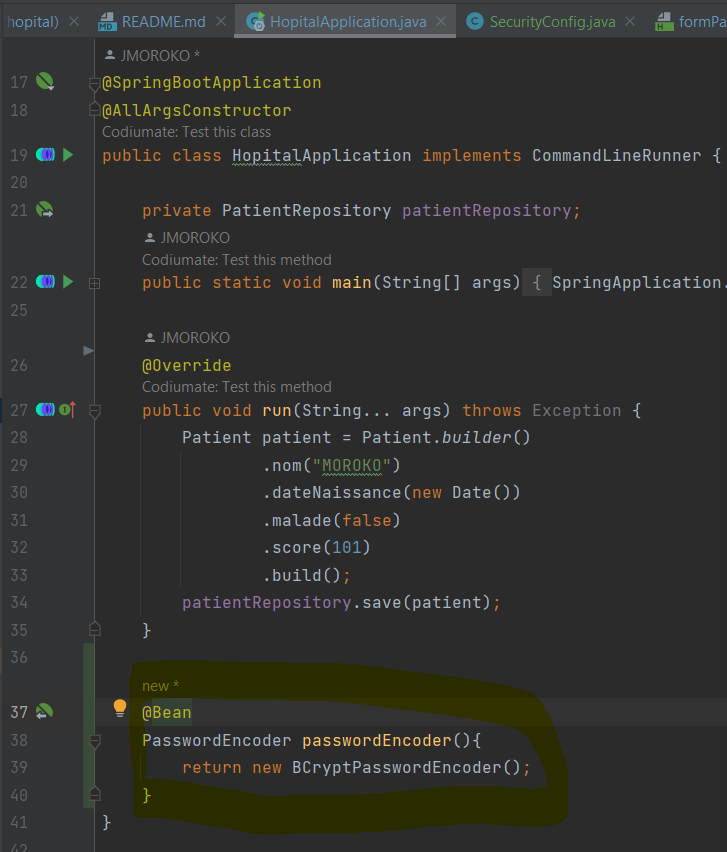 hopital)
README.md
HopitalApplication.java
SecurityConfig.java
formPa
JMOROKO *
17 @SpringBootApplication
18 @AllArgsConstructor
Codiumate: Test this class
19 public class HopitalApplication implements CommandLineRunner {
20
21 private PatientRepository patientRepository;
JMOROKO
Codiumate: Test this method
22 public static void main(String[] args) { SpringApplication.
25
JMOROKO
26 @Override
Codiumate: Test this method
27 public void run(String... args) throws Exception {
28 Patient patient = Patient.builder()
29 .nom("MOROKO")
30 .dateNaissance(new Date())
31 .malade(false)
32 .score(101)
33 .build();
34 patientRepository.save(patient);
35 }
36
new *
37 @Bean
38 PasswordEncoder passwordEncoder(){
39 return new BCryptPasswordEncoder();
40 }
41 }
42